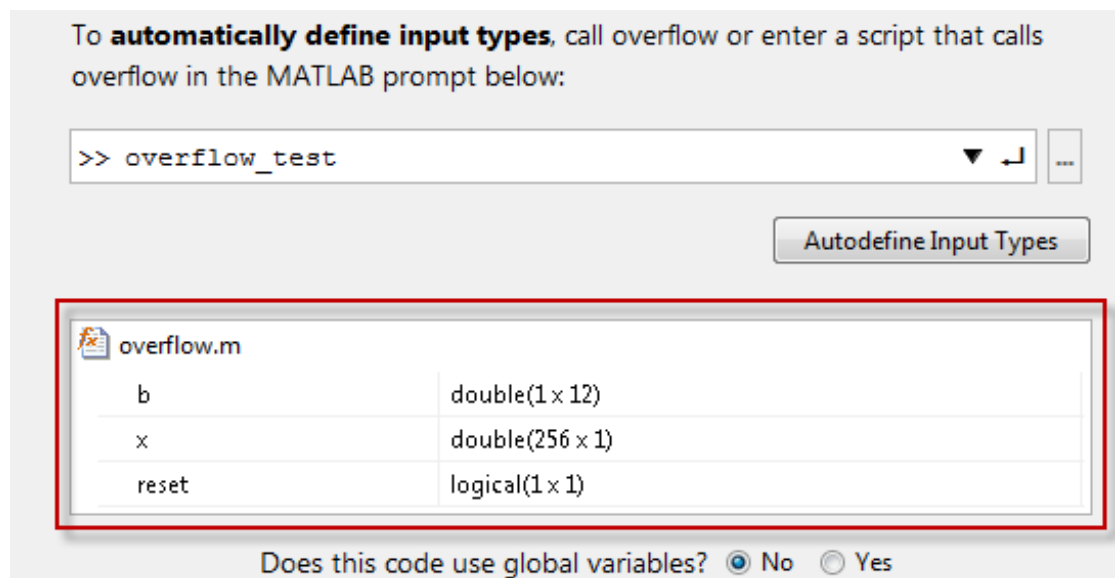 To automatically define input types, call overflow or enter a script that calls
overflow in the MATLAB prompt below:
>> overflow_test
...
Autodefine Input Types
overflow.m
b double(1 x 12)
x double(256 x 1)
reset logical(1 x 1)
Does this code use global variables? No Yes